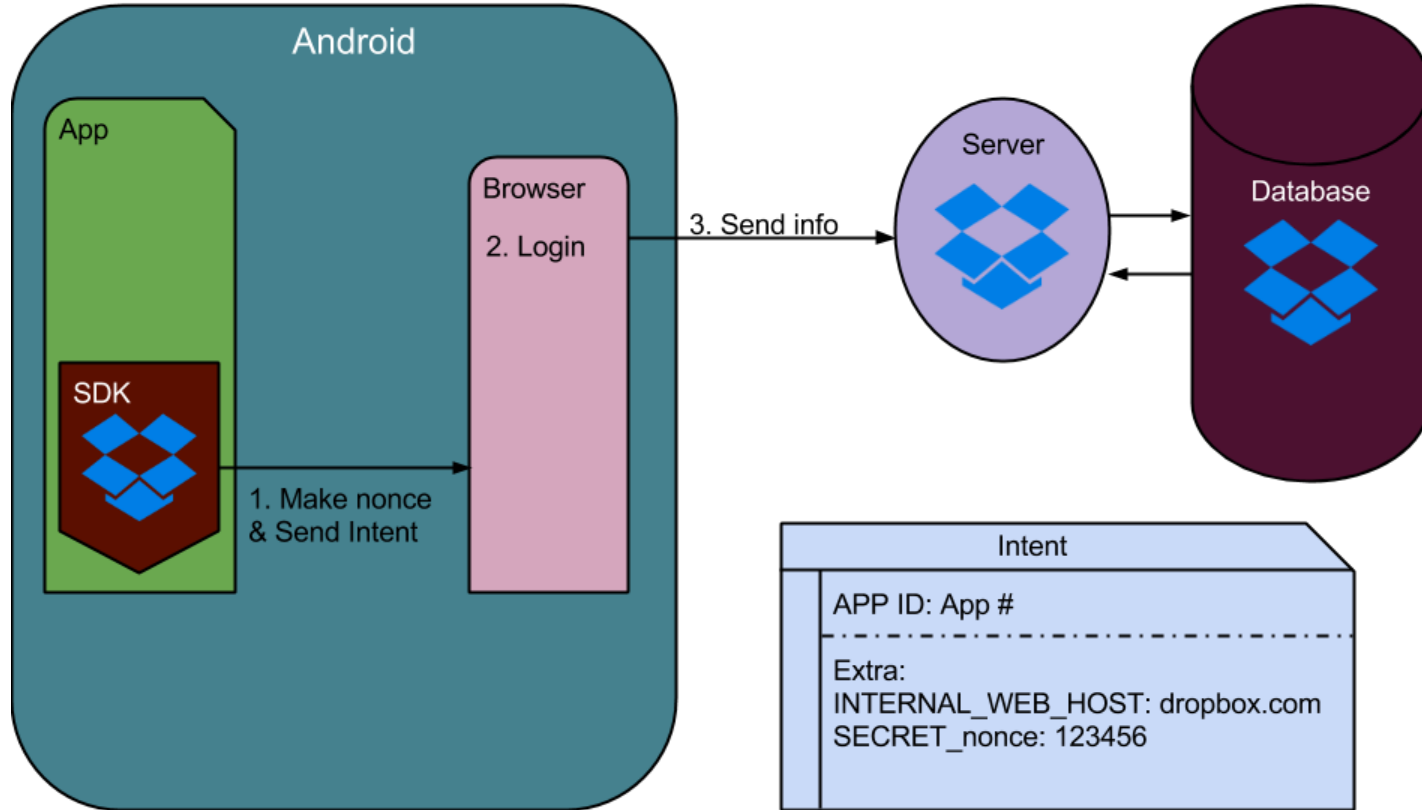 Android
App
SDK
1. Make nonce
& Send Intent
Browser
2. Login
3. Send info
Server
Database
Intent
APP ID: App #
Extra:
INTERNAL_WEB_HOST: dropbox.com
SECRET_nonce: 123456